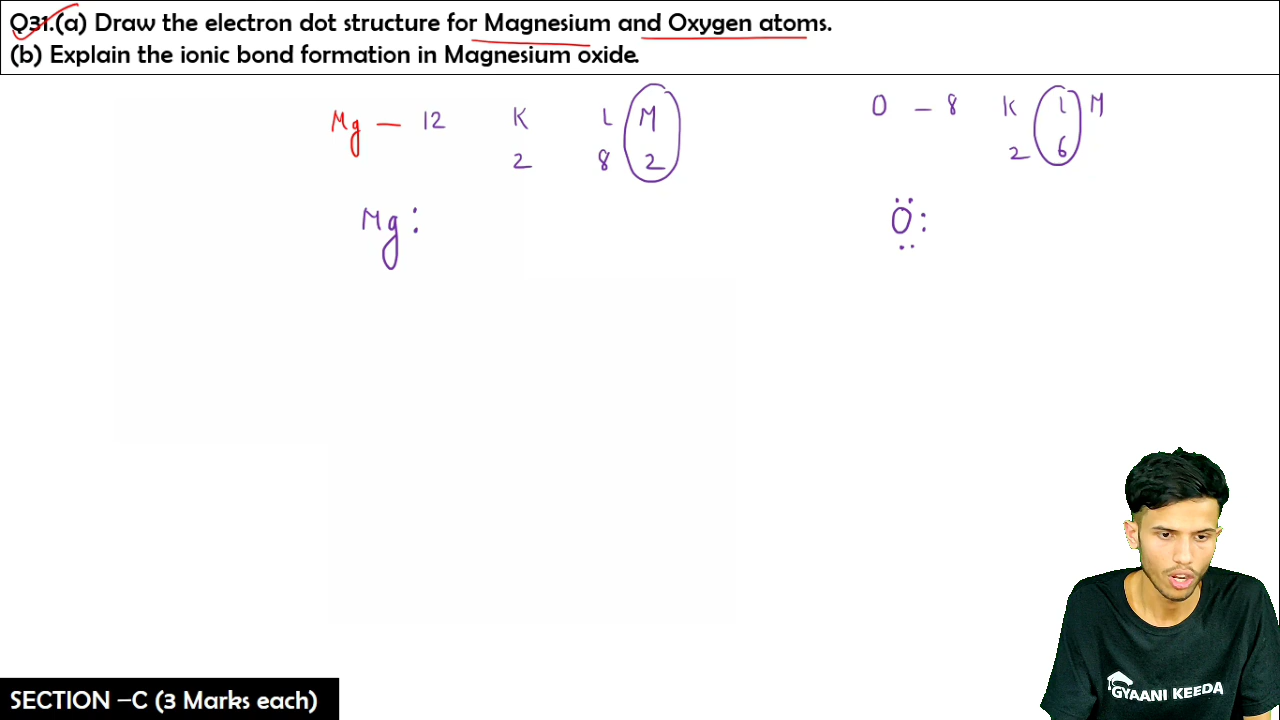 Q31.(a) Draw the electron dot structure for Magnesium and Oxygen atoms.
(b) Explain the ionic bond formation in Magnesium oxide.
Mg — 12 K L M
2 8 2
O – 8 K L M
2 6
Mg:
O:
GYAANI KEEDA
SECTION –C (3 Marks each)